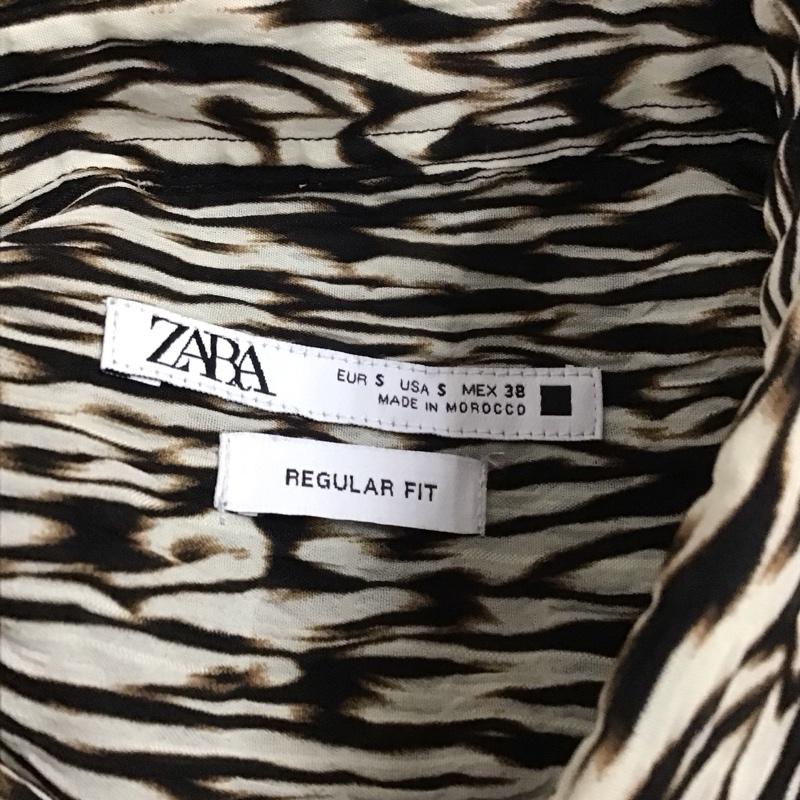 ZARA
EUR S USA S MEX 38
MADE IN MOROCCO
REGULAR FIT